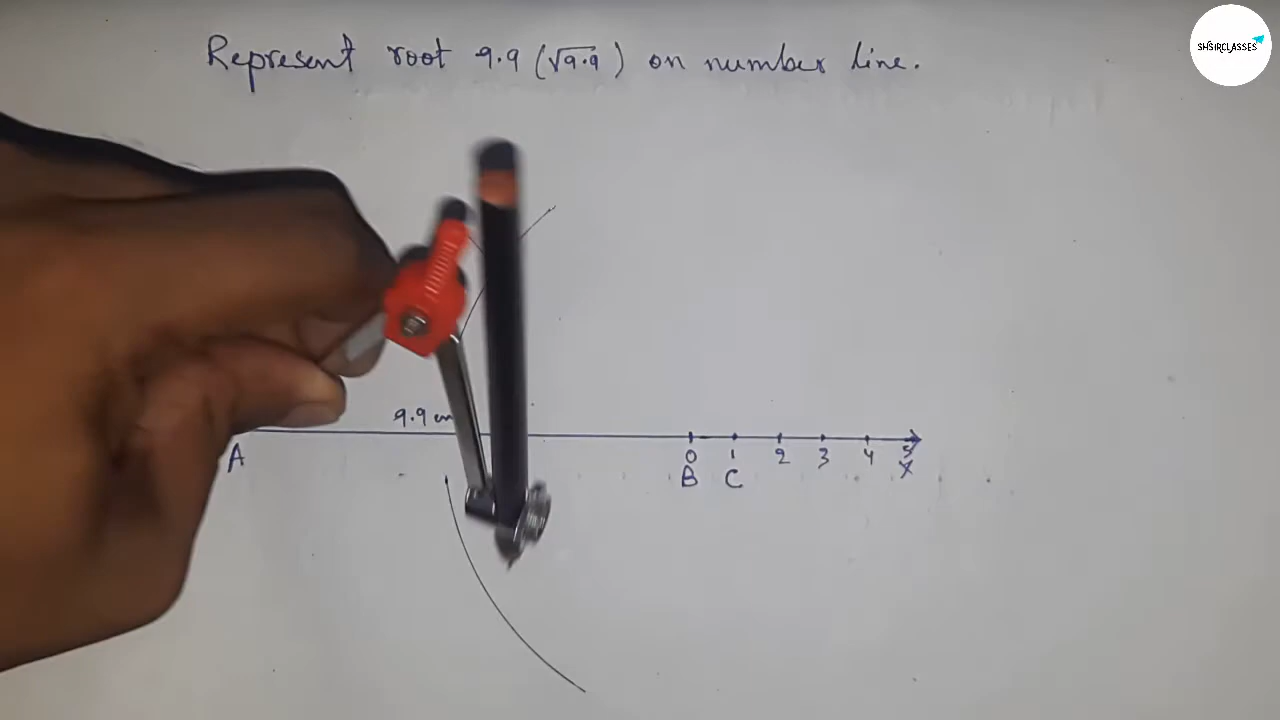 Represent root 9.9 (√9.9) on number line.
SHSIRCLASSES
9.9 cm
A
0 1 2 3 4 5
B C X